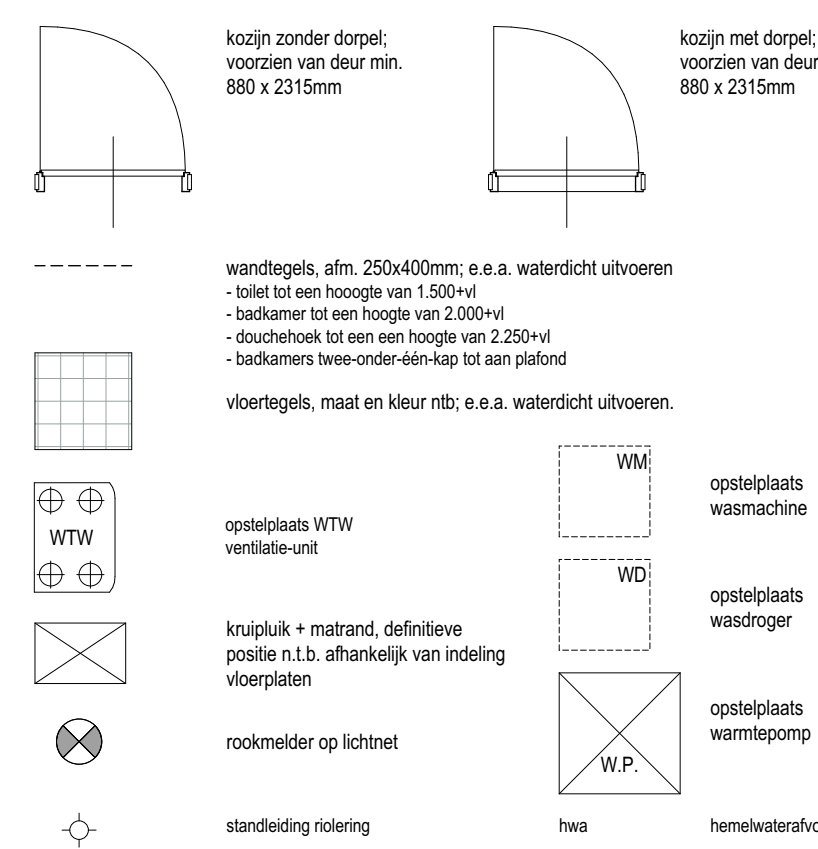 kozijn zonder dorpel;
voorzien van deur min.
880 x 2315mm
kozijn met dorpel;
voorzien van deur
880 x 2315mm
wandtegels, afm. 250x400mm; e.e.a. waterdicht uitvoeren
- toilet tot een hooogte van 1.500+vl
- badkamer tot een hoogte van 2.000+vl
- douchehoek tot een een hoogte van 2.250+vl
- badkamers twee-onder-één-kap tot aan plafond
vloertegels, maat en kleur ntb; e.e.a. waterdicht uitvoeren.
WM
opstelplaats
wasmachine
WTW
opstelplaats WTW
ventilatie-unit
WD
opstelplaats
wasdroger
kruipluik + matrand, definitieve
positie n.t.b. afhankelijk van indeling
vloerplaten
W.P.
opstelplaats
warmtepomp
rookmelder op lichtnet
standleiding riolering
hwa